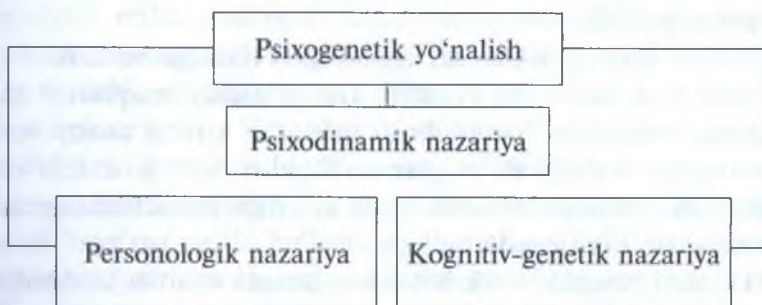 Psixogenetik yo‘nalish
Psixodinamik nazariya
Personologik nazariya
Kognitiv-genetik nazariya